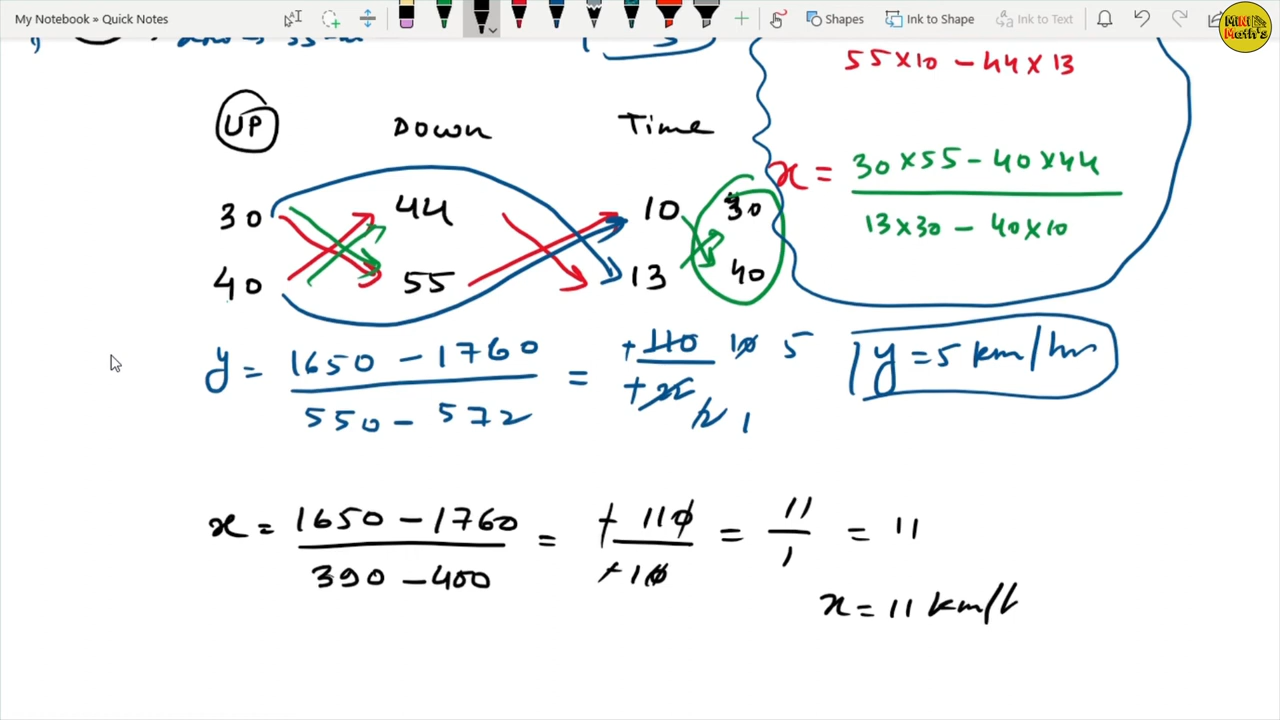 My Notebook » Quick Notes
Shapes Ink to Shape Ink to Text
MINI Math's
55×10 – 44×13
UP Down Time
x = 30×55 – 40×44
13×30 – 40×10
30 44 10 30
40 55 13 40
y = 1650 – 1760 = +110 10 5
550 – 572 +22 2 1
y = 5 km/hr
x = 1650 – 1760 = + 110 = 11 = 11
390 – 400 + 10 1
x = 11 km/h